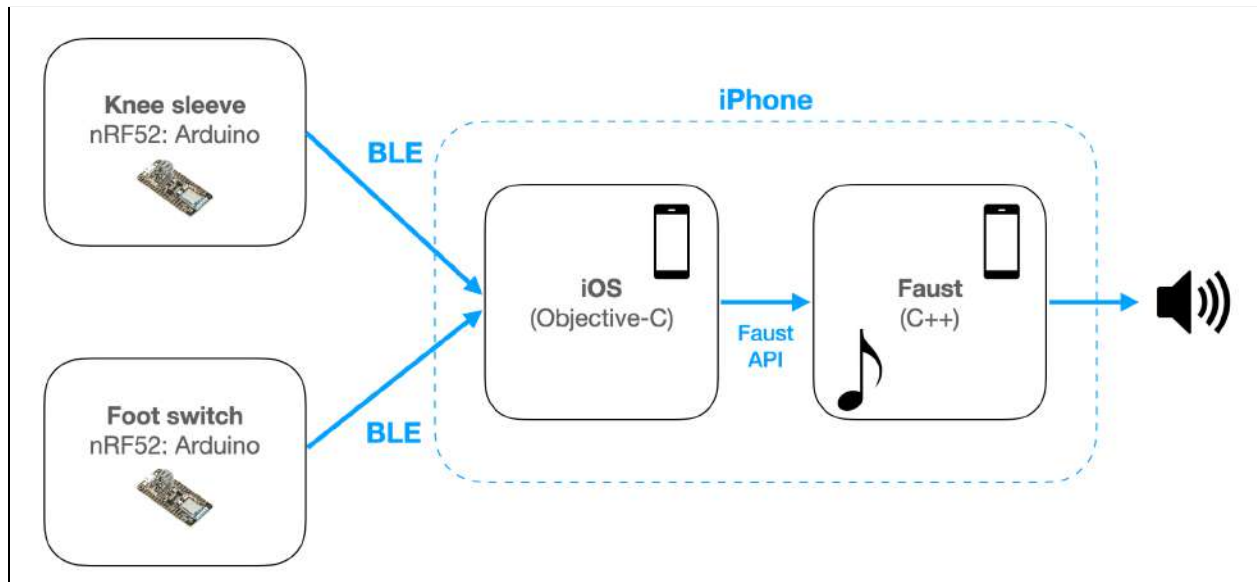 Knee sleeve
nRF52: Arduino
BLE
iPhone
iOS
(Objective-C)
Faust
API
Faust
(C++)
Foot switch
nRF52: Arduino
BLE